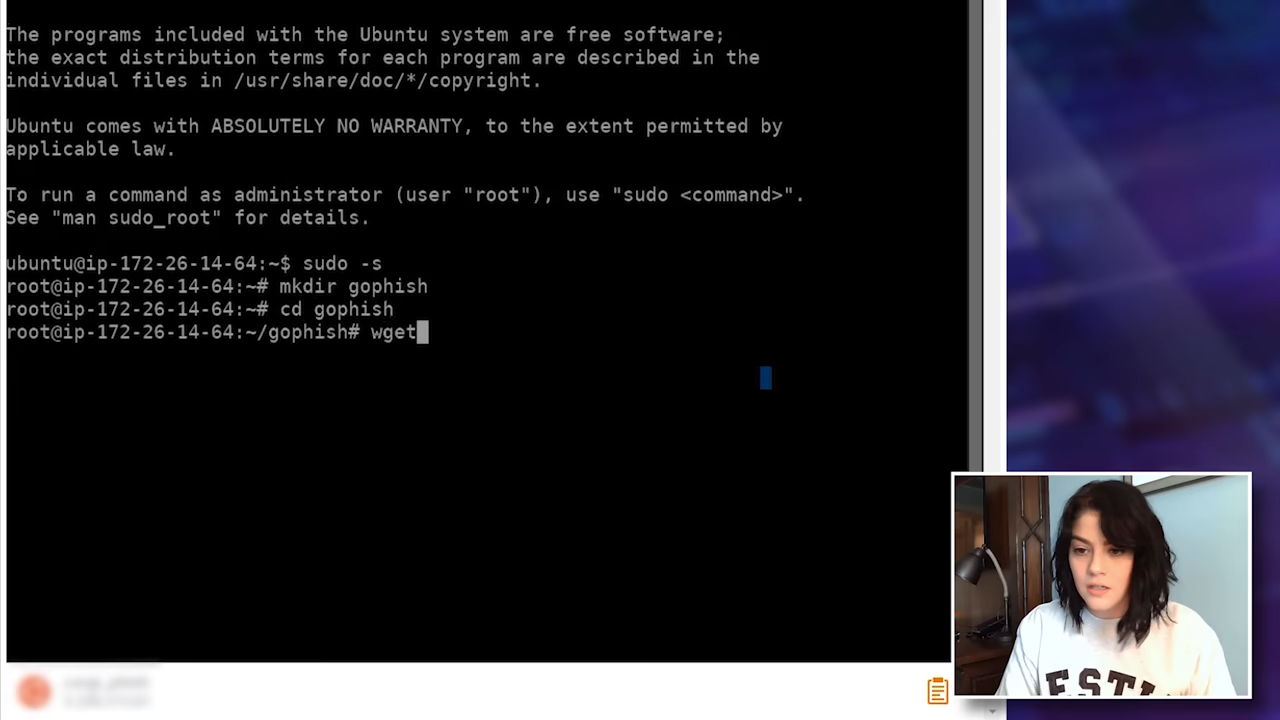 The programs included with the Ubuntu system are free software;
the exact distribution terms for each program are described in the
individual files in /usr/share/doc/*/copyright.
Ubuntu comes with ABSOLUTELY NO WARRANTY, to the extent permitted by
applicable law.
To run a command as administrator (user "root"), use "sudo <command>".
See "man sudo_root" for details.
ubuntu@ip-172-26-14-64:~$ sudo -s
root@ip-172-26-14-64:~# mkdir gophish
root@ip-172-26-14-64:~# cd gophish
root@ip-172-26-14-64:~/gophish# wget